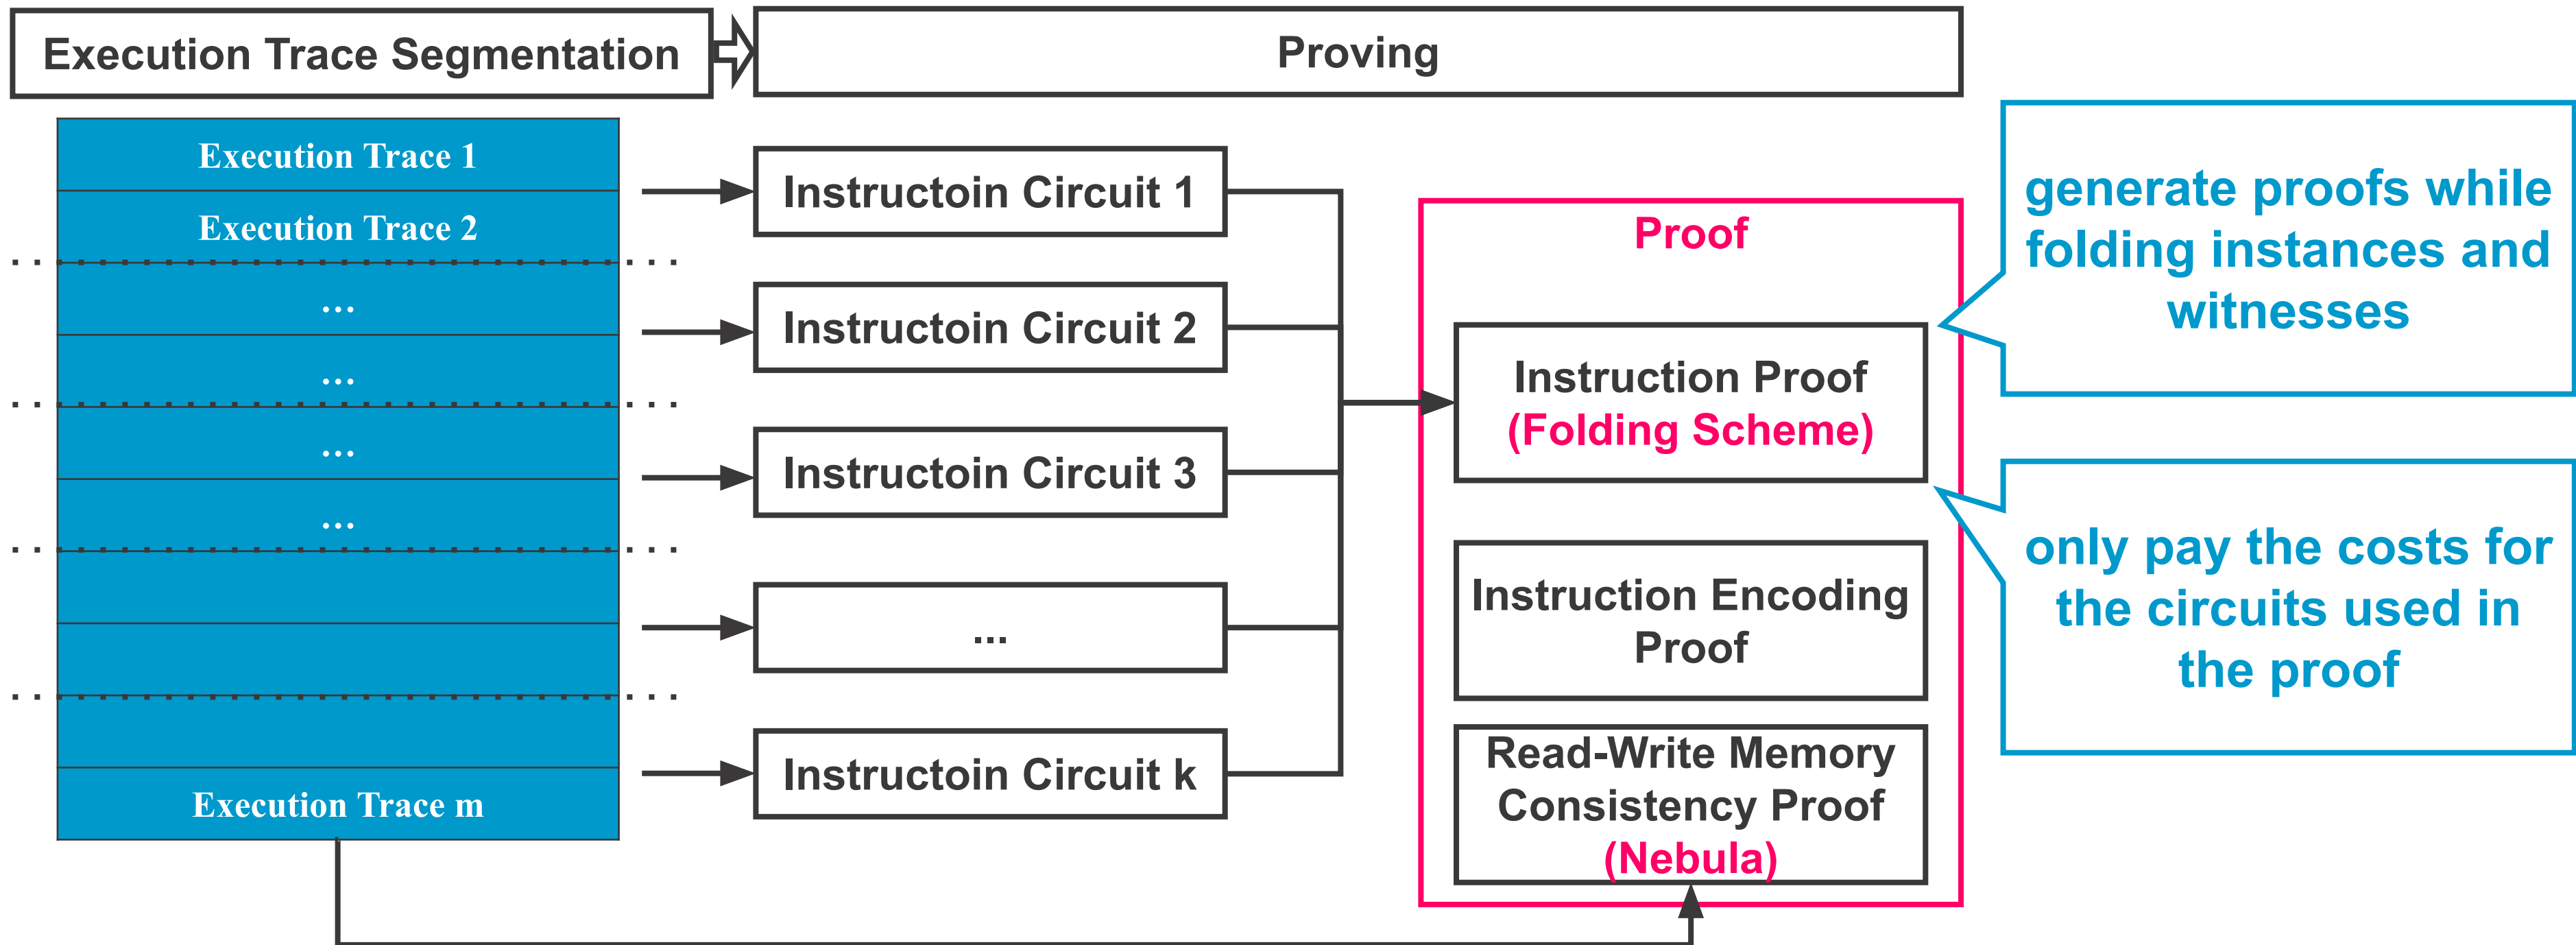 Execution Trace Segmentation
Proving
Execution Trace 1
Execution Trace 2
...
...
...
...
Execution Trace m
Instructoin Circuit 1
Instructoin Circuit 2
Instructoin Circuit 3
...
Instructoin Circuit k
Proof
Instruction Proof
(Folding Scheme)
Instruction Encoding
Proof
Read-Write Memory
Consistency Proof
(Nebula)
generate proofs while
folding instances and
witnesses
only pay the costs for
the circuits used in
the proof